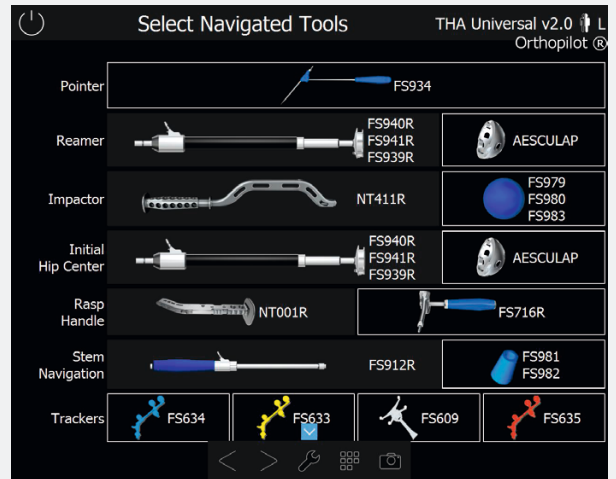 Select Navigated Tools
THA Universal v2.0 L
Orthopilot ®
Pointer
FS934
Reamer
FS940R
FS941R
FS939R
AESCULAP
Impactor
NT411R
FS979
FS980
FS983
Initial
Hip Center
FS940R
FS941R
FS939R
AESCULAP
Rasp
Handle
NT001R
FS716R
Stem
Navigation
FS912R
FS981
FS982
Trackers
FS634
FS633
FS609
FS635